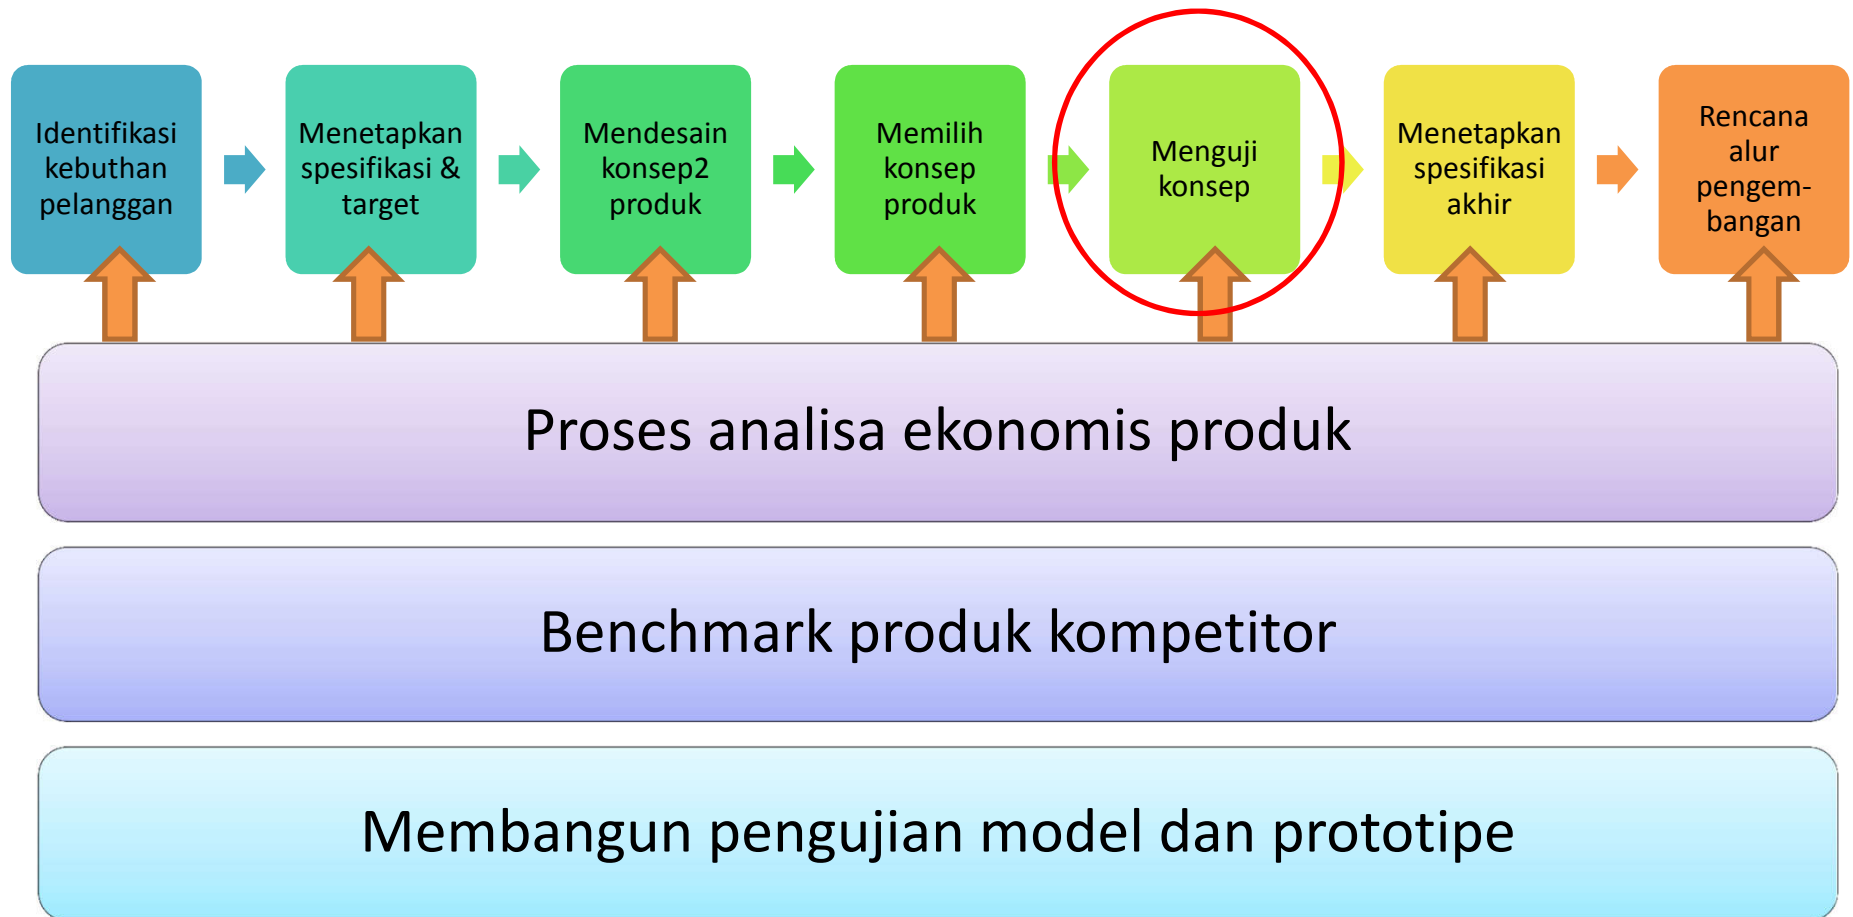 Identifikasi
kebuthan
pelanggan
Menetapkan
spesifikasi &
target
Mendesain
konsep2
produk
Memilih
konsep
produk
Menguji
konsep
Menetapkan
spesifikasi
akhir
Rencana
alur
pengem-
bangan
Proses analisa ekonomis produk
Benchmark produk kompetitor
Membangun pengujian model dan prototipe